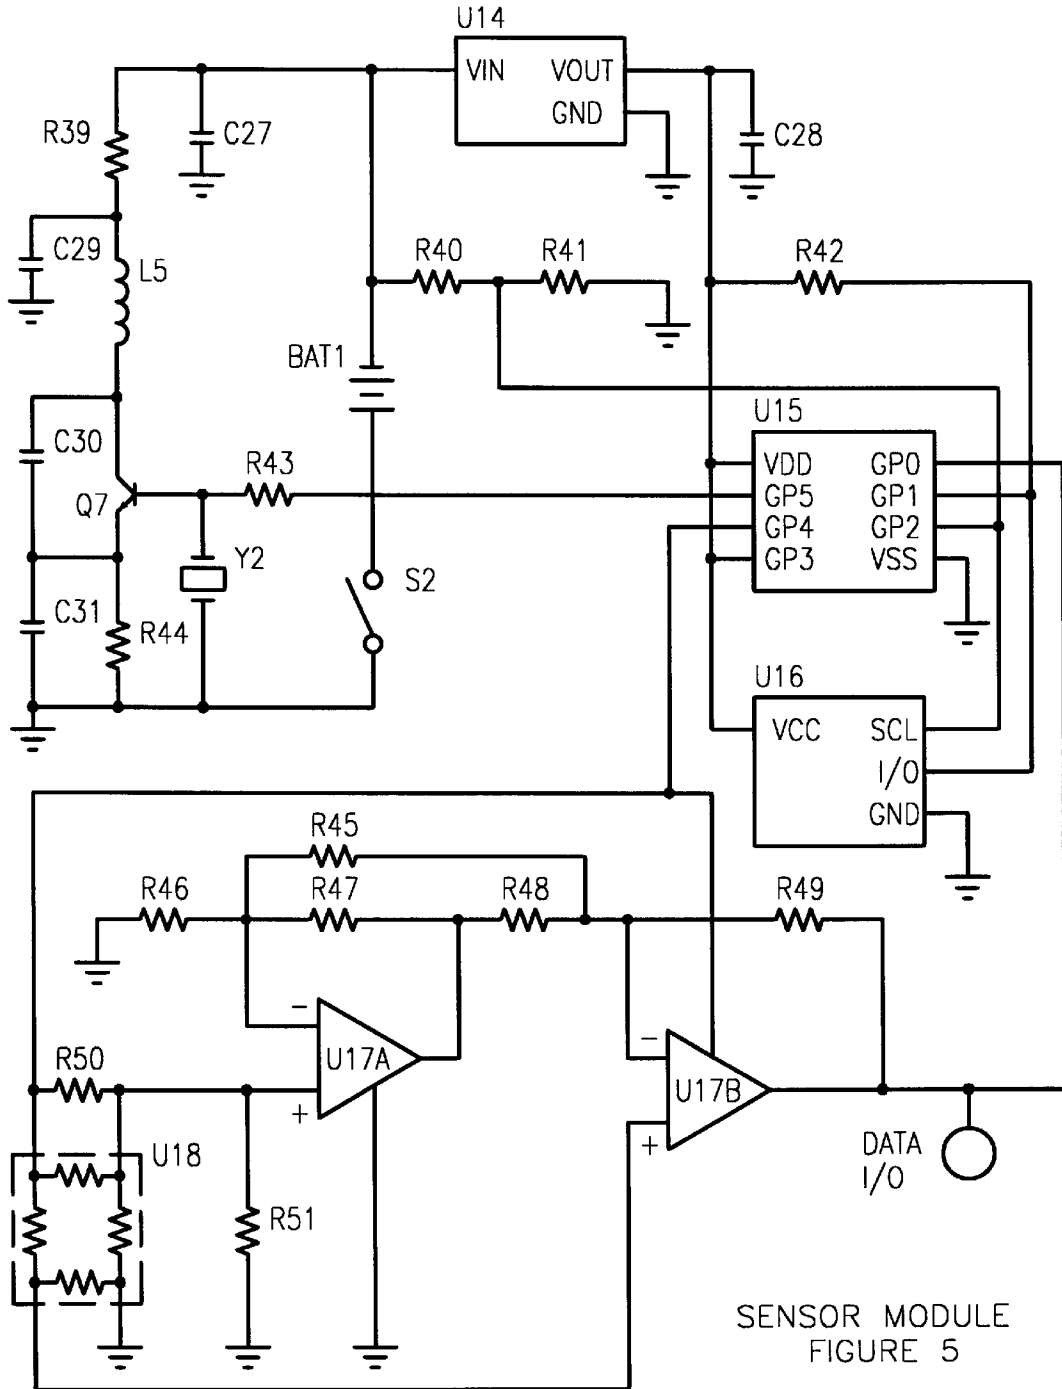 U14
VIN VOUT
GND
R39
C27
C28
C29
L5
R40
R41
R42
BAT1
U15
C30
R43
VDD GP0
GP5 GP1
Q7
GP4 GP2
GP3 VSS
Y2
S2
C31
R44
U16
VCC SCL
I/O
GND
R45
R46
R47
R48
R49
-
U17A
+
-
U17B
+
R50
U18
R51
DATA
I/O
SENSOR MODULE
FIGURE 5